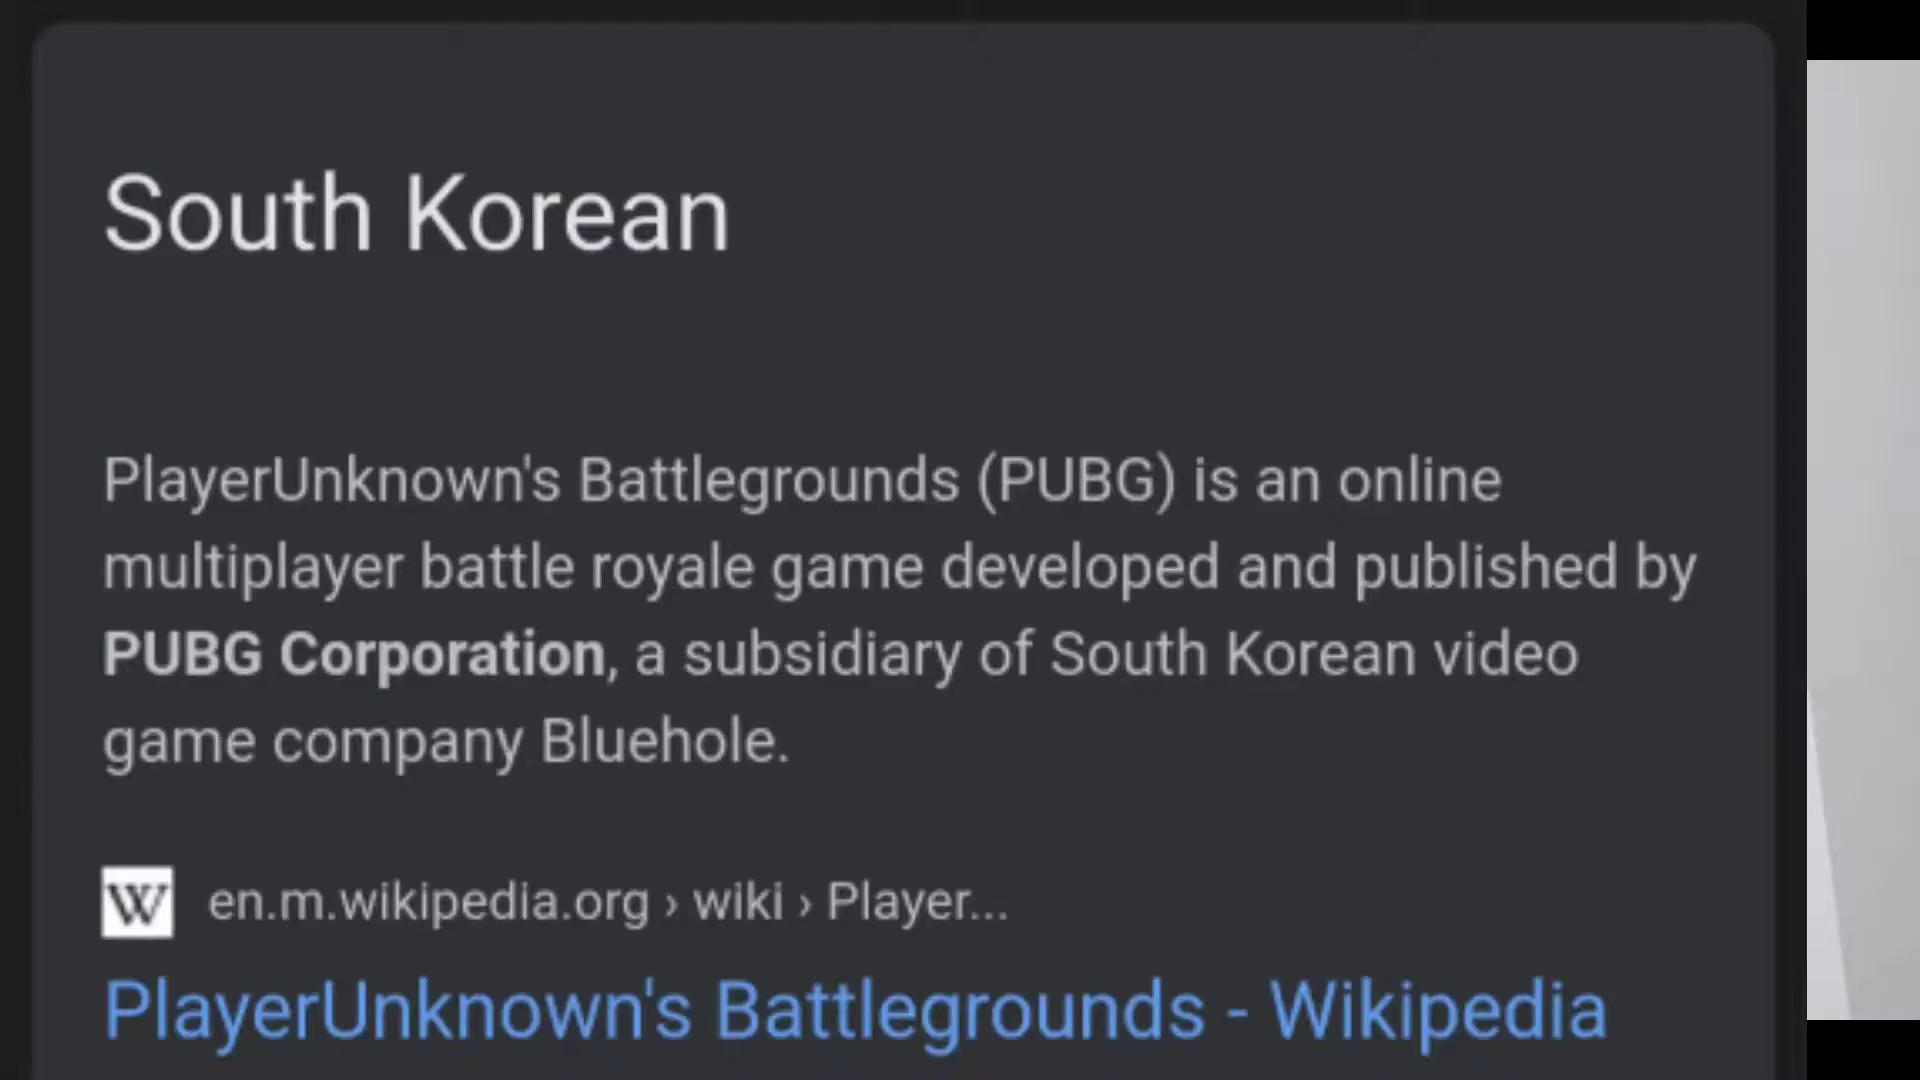 South Korean
PlayerUnknown's Battlegrounds (PUBG) is an online
multiplayer battle royale game developed and published by
PUBG Corporation, a subsidiary of South Korean video
game company Bluehole.
W en.m.wikipedia.org › wiki › Player...
PlayerUnknown's Battlegrounds - Wikipedia